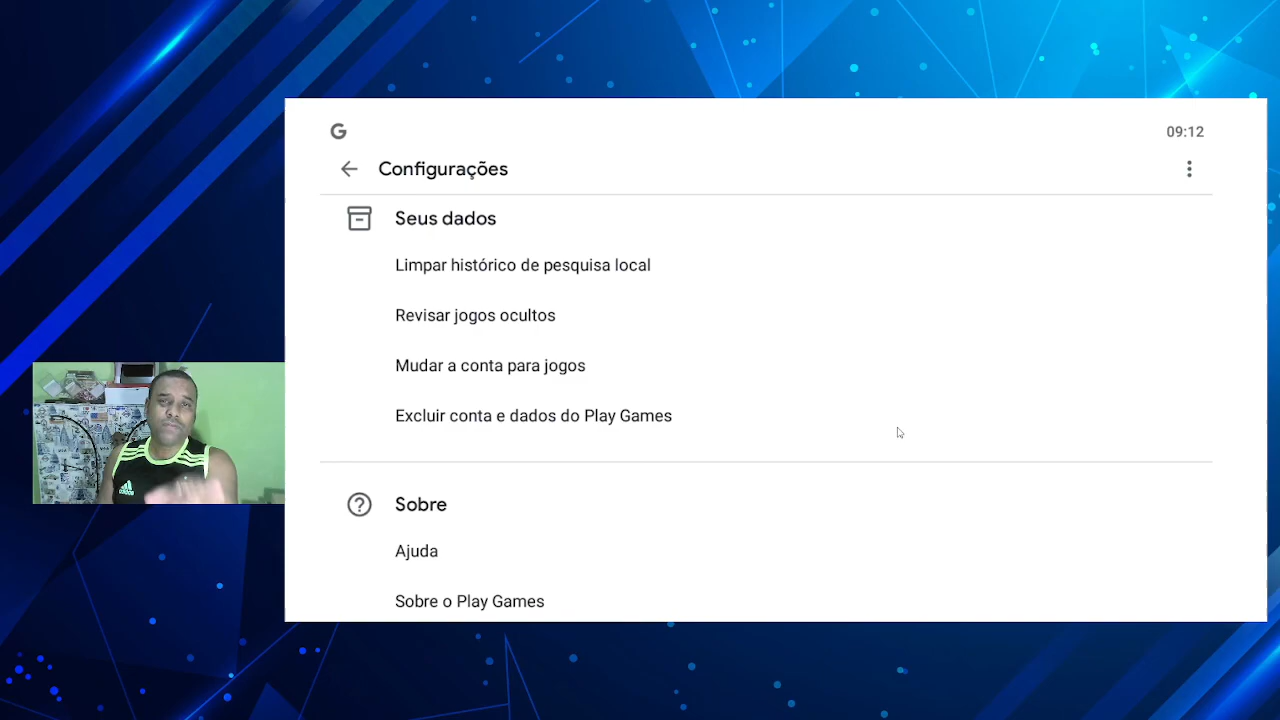 G
09:12
Configurações
Seus dados
Limpar histórico de pesquisa local
Revisar jogos ocultos
Mudar a conta para jogos
Excluir conta e dados do Play Games
Sobre
Ajuda
Sobre o Play Games